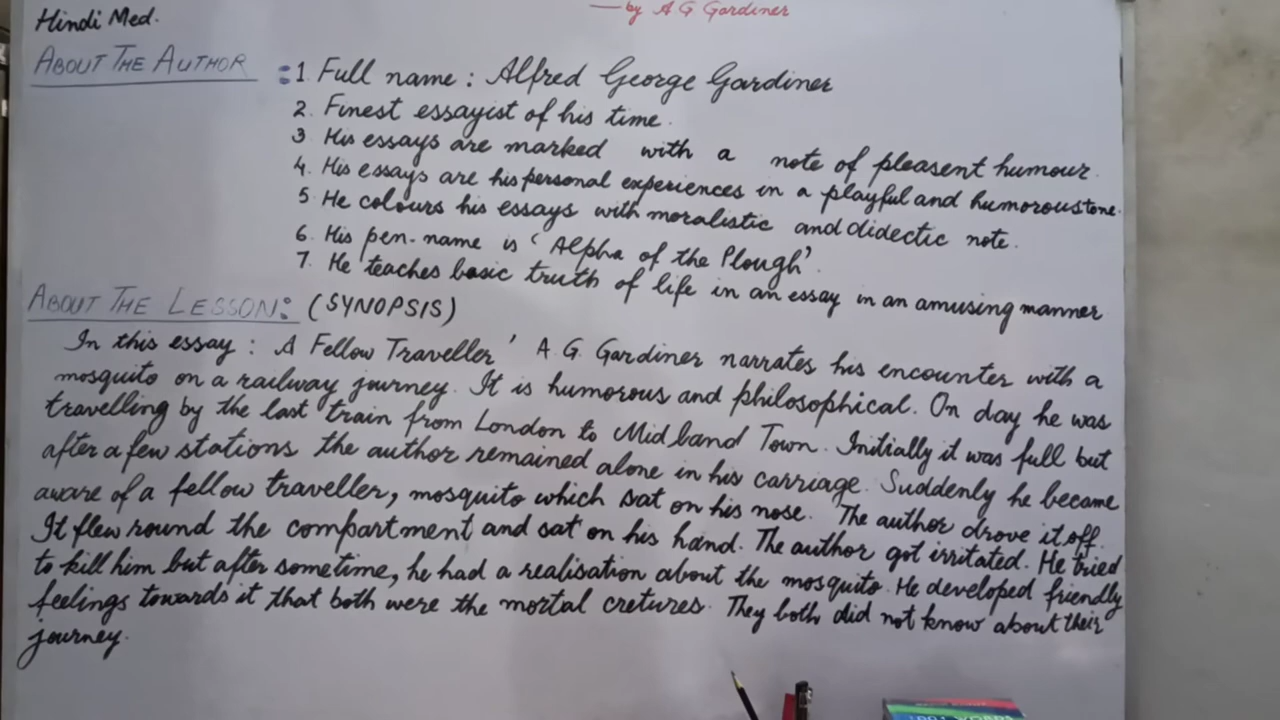 — by A G Gardiner
Hindi Med.
ABOUT THE AUTHOR : 1 Full name : Alfred George Gardiner
2. Finest essayist of his time.
3. His essays are marked with a note of pleasent humour.
4. His essays are his personal experiences in a playful and humorous tone.
5. He colours his essays with moralistic and didectic note.
6. His pen-name is 'Alpha of the Plough'.
7. He teaches basic truth of life in an essay in an amusing manner
ABOUT THE LESSON: (SYNOPSIS)
In this essay : A Fellow Traveller' A.G. Gardiner narrates his encounter with a
mosquito on a railway journey. It is humorous and philosophical. On day he was
travelling by the last train from London to Midband Town. Initially it was full but
after a few stations the author remained alone in his carriage. Suddenly he became
aware of a fellow traveller, mosquito which sat on his nose. The author drove it off.
It flew round the compartment and sat on his hand. The author got irritated. He tried
to kill him but after sometime, he had a realisation about the mosquito. He developed friendly
feelings towards it that both were the mortal cretures. They both did not know about their
journey.